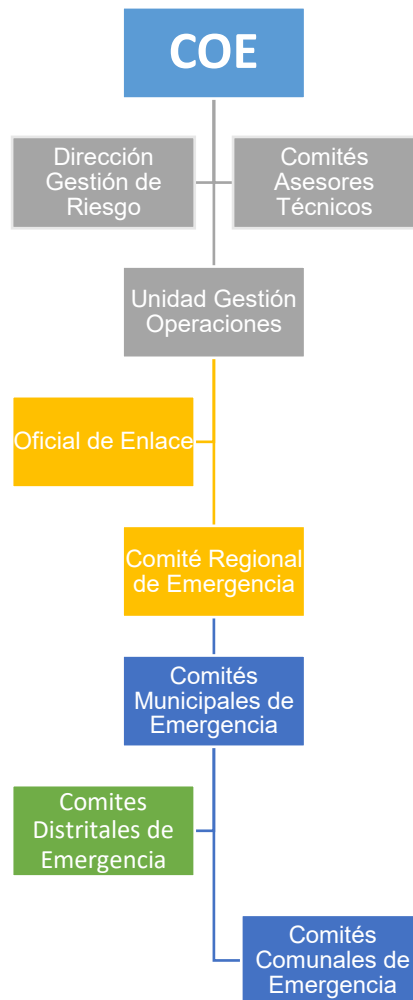 COE
Dirección
Gestión de
Riesgo
Comités
Asesores
Técnicos
Unidad Gestión
Operaciones
Oficial de Enlace
Comité Regional
de Emergencia
Comités
Municipales de
Emergencia
Comites
Distritales de
Emergencia
Comités
Comunales de
Emergencia